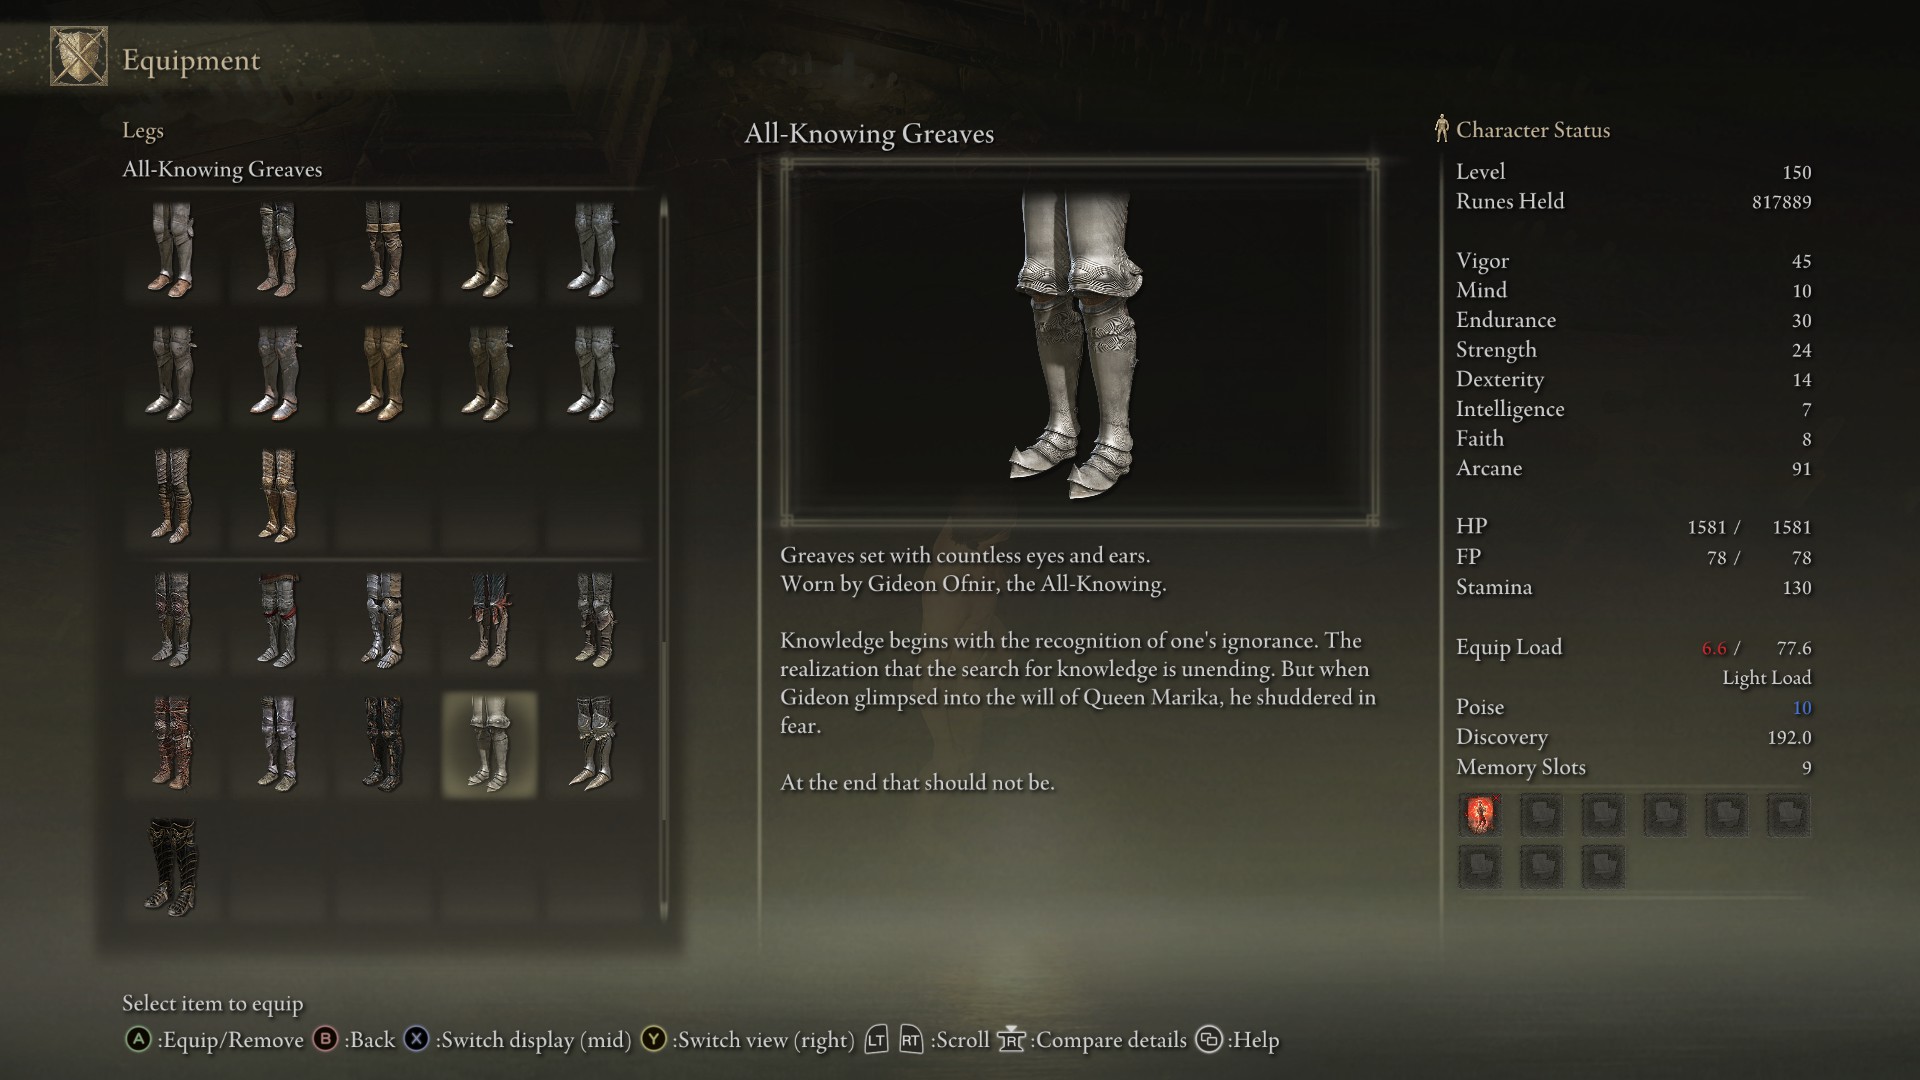 Equipment
Legs
All-Knowing Greaves
All-Knowing Greaves
Greaves set with countless eyes and ears.
Worn by Gideon Ofnir, the All-Knowing.
Knowledge begins with the recognition of one's ignorance. The
realization that the search for knowledge is unending. But when
Gideon glimpsed into the will of Queen Marika, he shuddered in
fear.
At the end that should not be.
Character Status
Level 150
Runes Held 817889
Vigor 45
Mind 10
Endurance 30
Strength 24
Dexterity 14
Intelligence 7
Faith 8
Arcane 91
HP 1581 / 1581
FP 78 / 78
Stamina 130
Equip Load 6.6 / 77.6
Light Load
Poise 10
Discovery 192.0
Memory Slots 9
Select item to equip
A :Equip/Remove B :Back X :Switch display (mid) Y :Switch view (right) LT RT :Scroll R :Compare details :Help